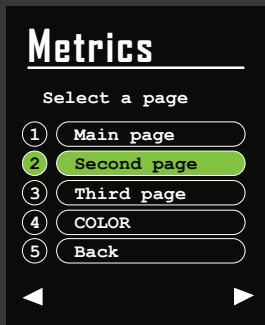 Metrics
Select a page
1 Main page
2 Second page
3 Third page
4 COLOR
5 Back